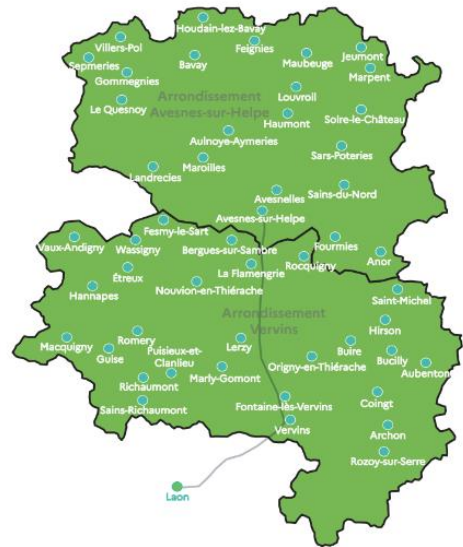 Houdain-lez-Bavay
Villers-Pol
Feignies
Sepmeries
Bavay
Maubeuge
Jeumont
Gommegnies
Marpent
Louvroil
Le Quesnoy
Arrondissement
Avesnes-sur-Helpe
Haumont
Solre-le-Château
Aulnoye-Aymeries
Sars-Poteries
Landrecies
Maroilles
Avesnelles
Sains-du-Nord
Avesnes-sur-Helpe
Fesmy-le-Sart
Vaux-Andigny
Wassigny
Bergues-sur-Sambre
Fourmies
Anor
Rocquigny
La Flamengrie
Étreux
Hannapes
Nouvion-en-Thiérache
Saint-Michel
Arrondissement
Vervins
Hirson
Macquigny
Romery
Lerzy
Buire
Guise
Puisieux-et-
Clanlieu
Bucilly
Origny-en-Thiérache
Aubenton
Marly-Gomont
Richaumont
Sains-Richaumont
Fontaine-lès-Vervins
Coingt
Vervins
Archon
Rozoy-sur-Serre
Laon